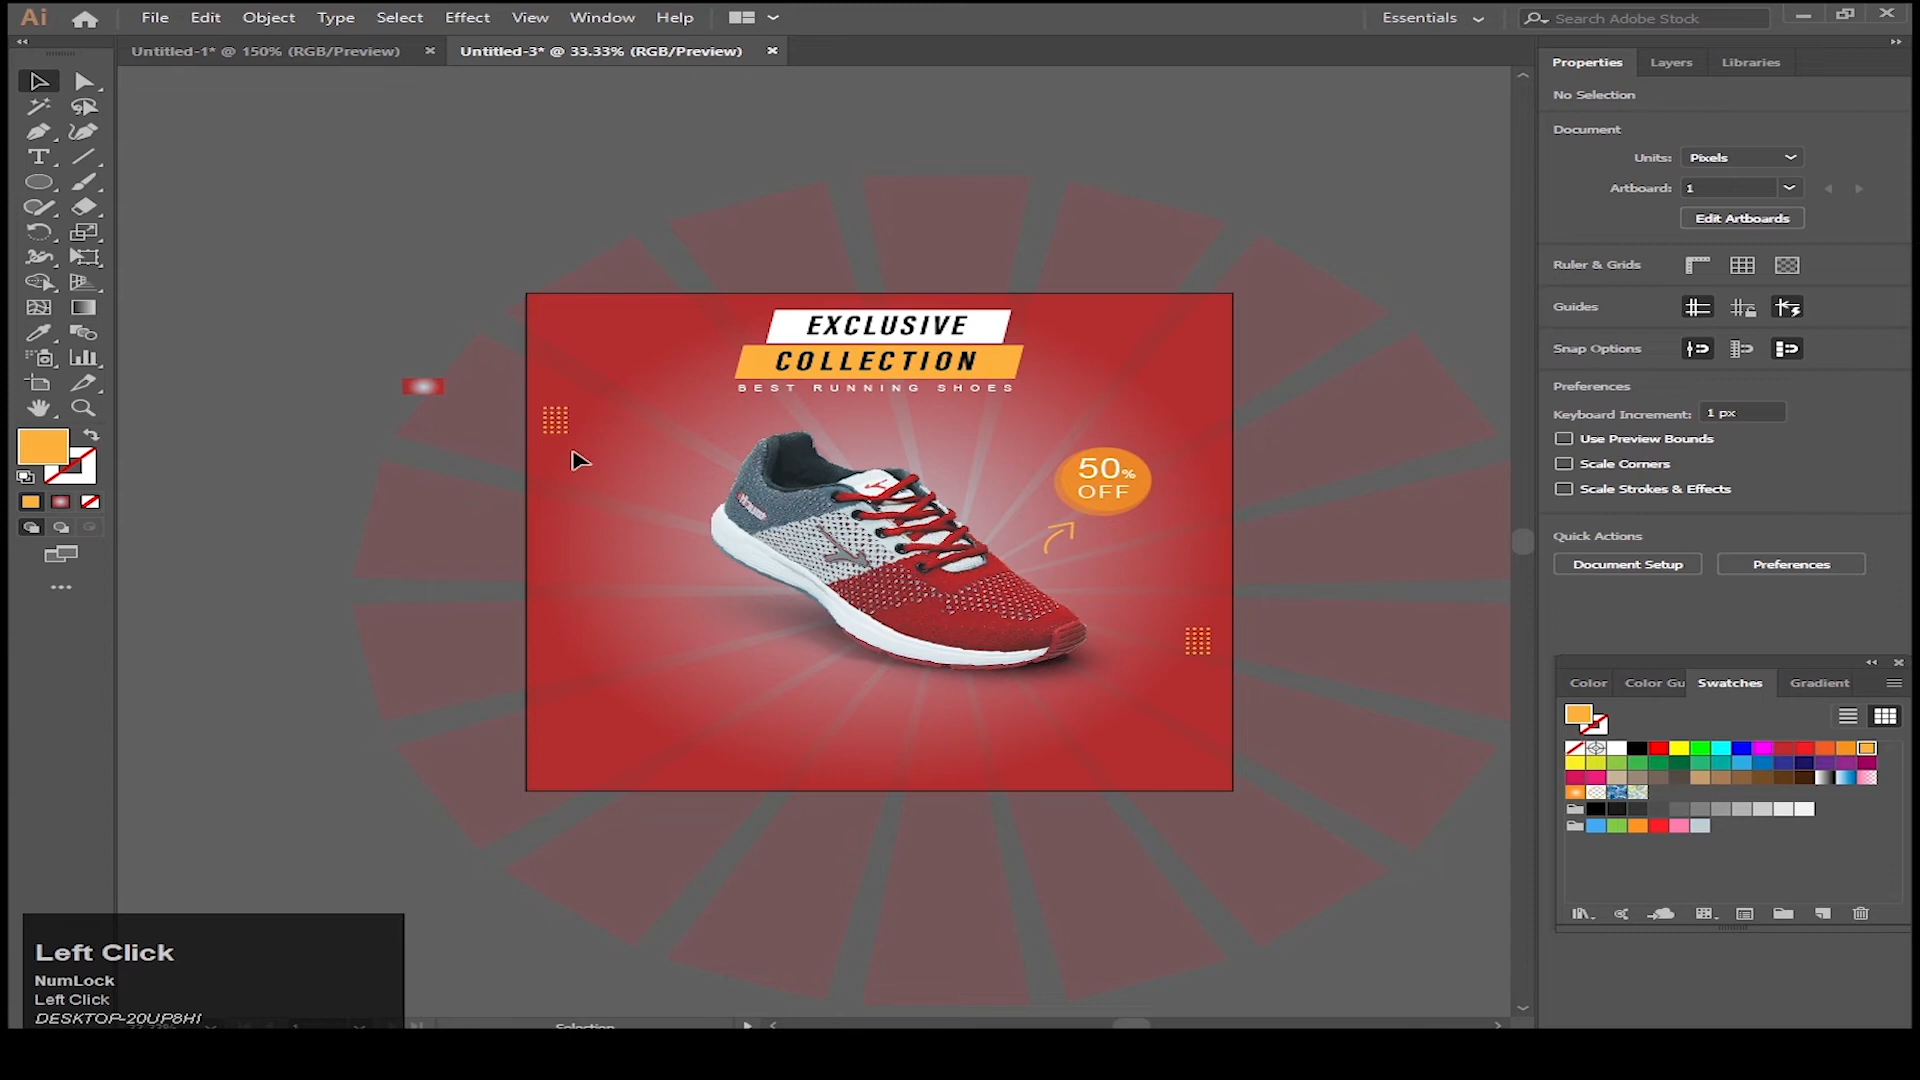 Ai
File Edit Object Type Select Effect View Window Help
Essentials
Search Adobe Stock
Untitled-1* @ 150% (RGB/Preview)
Untitled-3* @ 33.33% (RGB/Preview)
Properties Layers Libraries
No Selection
Document
Units: Pixels
Artboard: 1
Edit Artboards
Ruler & Grids
Guides
Snap Options
Preferences
Keyboard Increment: 1 px
Use Preview Bounds
Scale Corners
Scale Strokes & Effects
Quick Actions
Document Setup Preferences
Color Color Gu Swatches Gradient
EXCLUSIVE
COLLECTION
BEST RUNNING SHOES
50%
OFF
Left Click
NumLock
Left Click
DESKTOP-20UP8HI
Selection